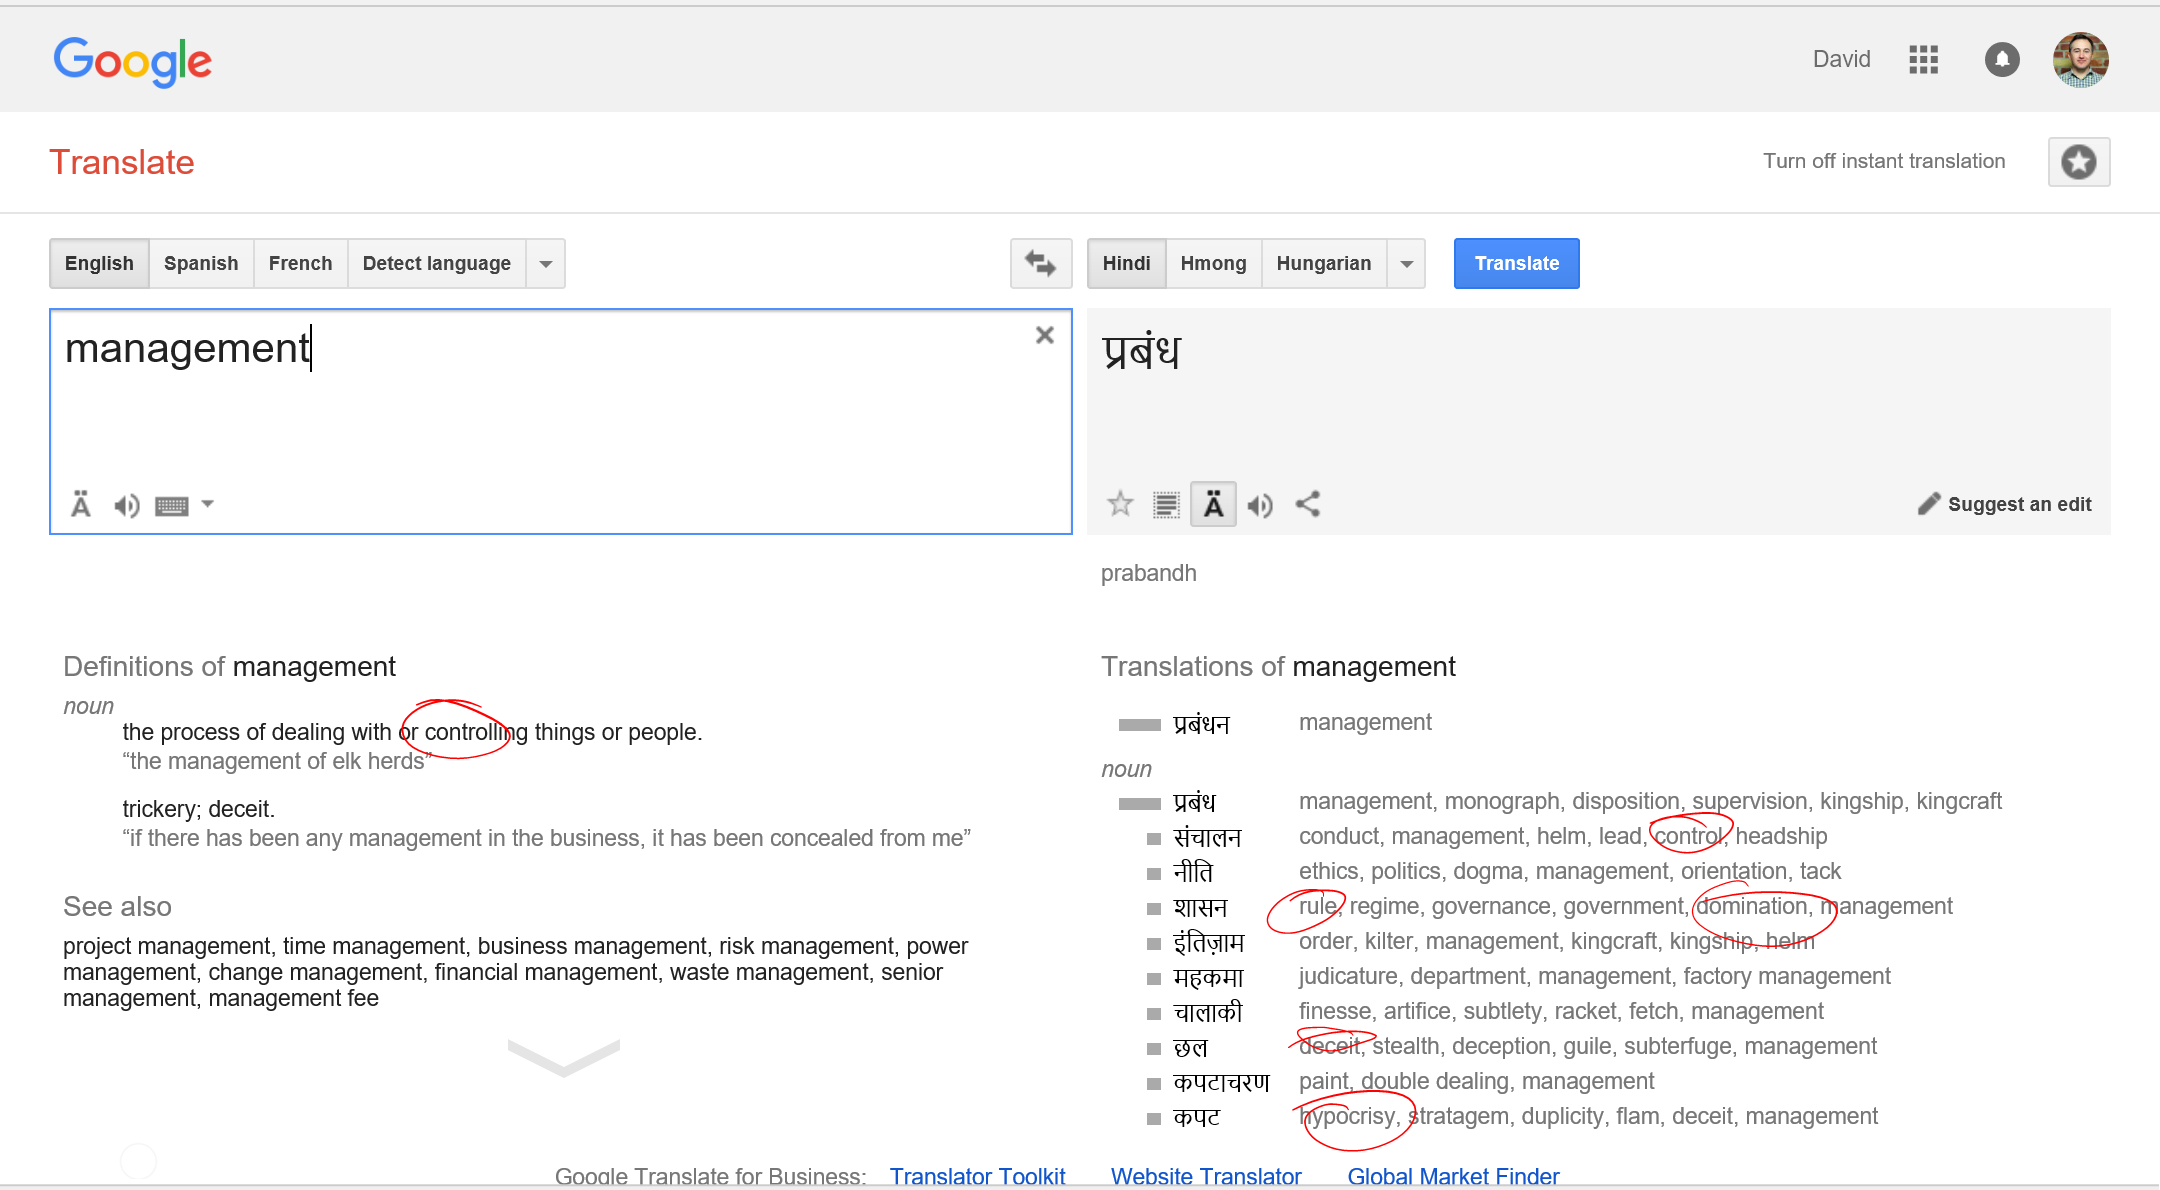 Google
David
Translate
Turn off instant translation
English Spanish French Detect language
Hindi Hmong Hungarian
Translate
management
प्रबंध
Ä
Ä
Suggest an edit
prabandh
Definitions of management
noun
the process of dealing with or controlling things or people.
“the management of elk herds”
trickery; deceit.
“if there has been any management in the business, it has been concealed from me”
See also
project management, time management, business management, risk management, power
management, change management, financial management, waste management, senior
management, management fee
Translations of management
प्रबंधन management
noun
प्रबंध management, monograph, disposition, supervision, kingship, kingcraft
संचालन conduct, management, helm, lead, control, headship
नीति ethics, politics, dogma, management, orientation, tack
शासन rule, regime, governance, government, domination, management
इंतिज़ाम order, kilter, management, kingcraft, kingship, helm
महकमा judicature, department, management, factory management
चालाकी finesse, artifice, subtlety, racket, fetch, management
छल deceit, stealth, deception, guile, subterfuge, management
कपटाचरण paint, double dealing, management
कपट hypocrisy, stratagem, duplicity, flam, deceit, management
Google Translate for Business: Translator Toolkit Website Translator Global Market Finder